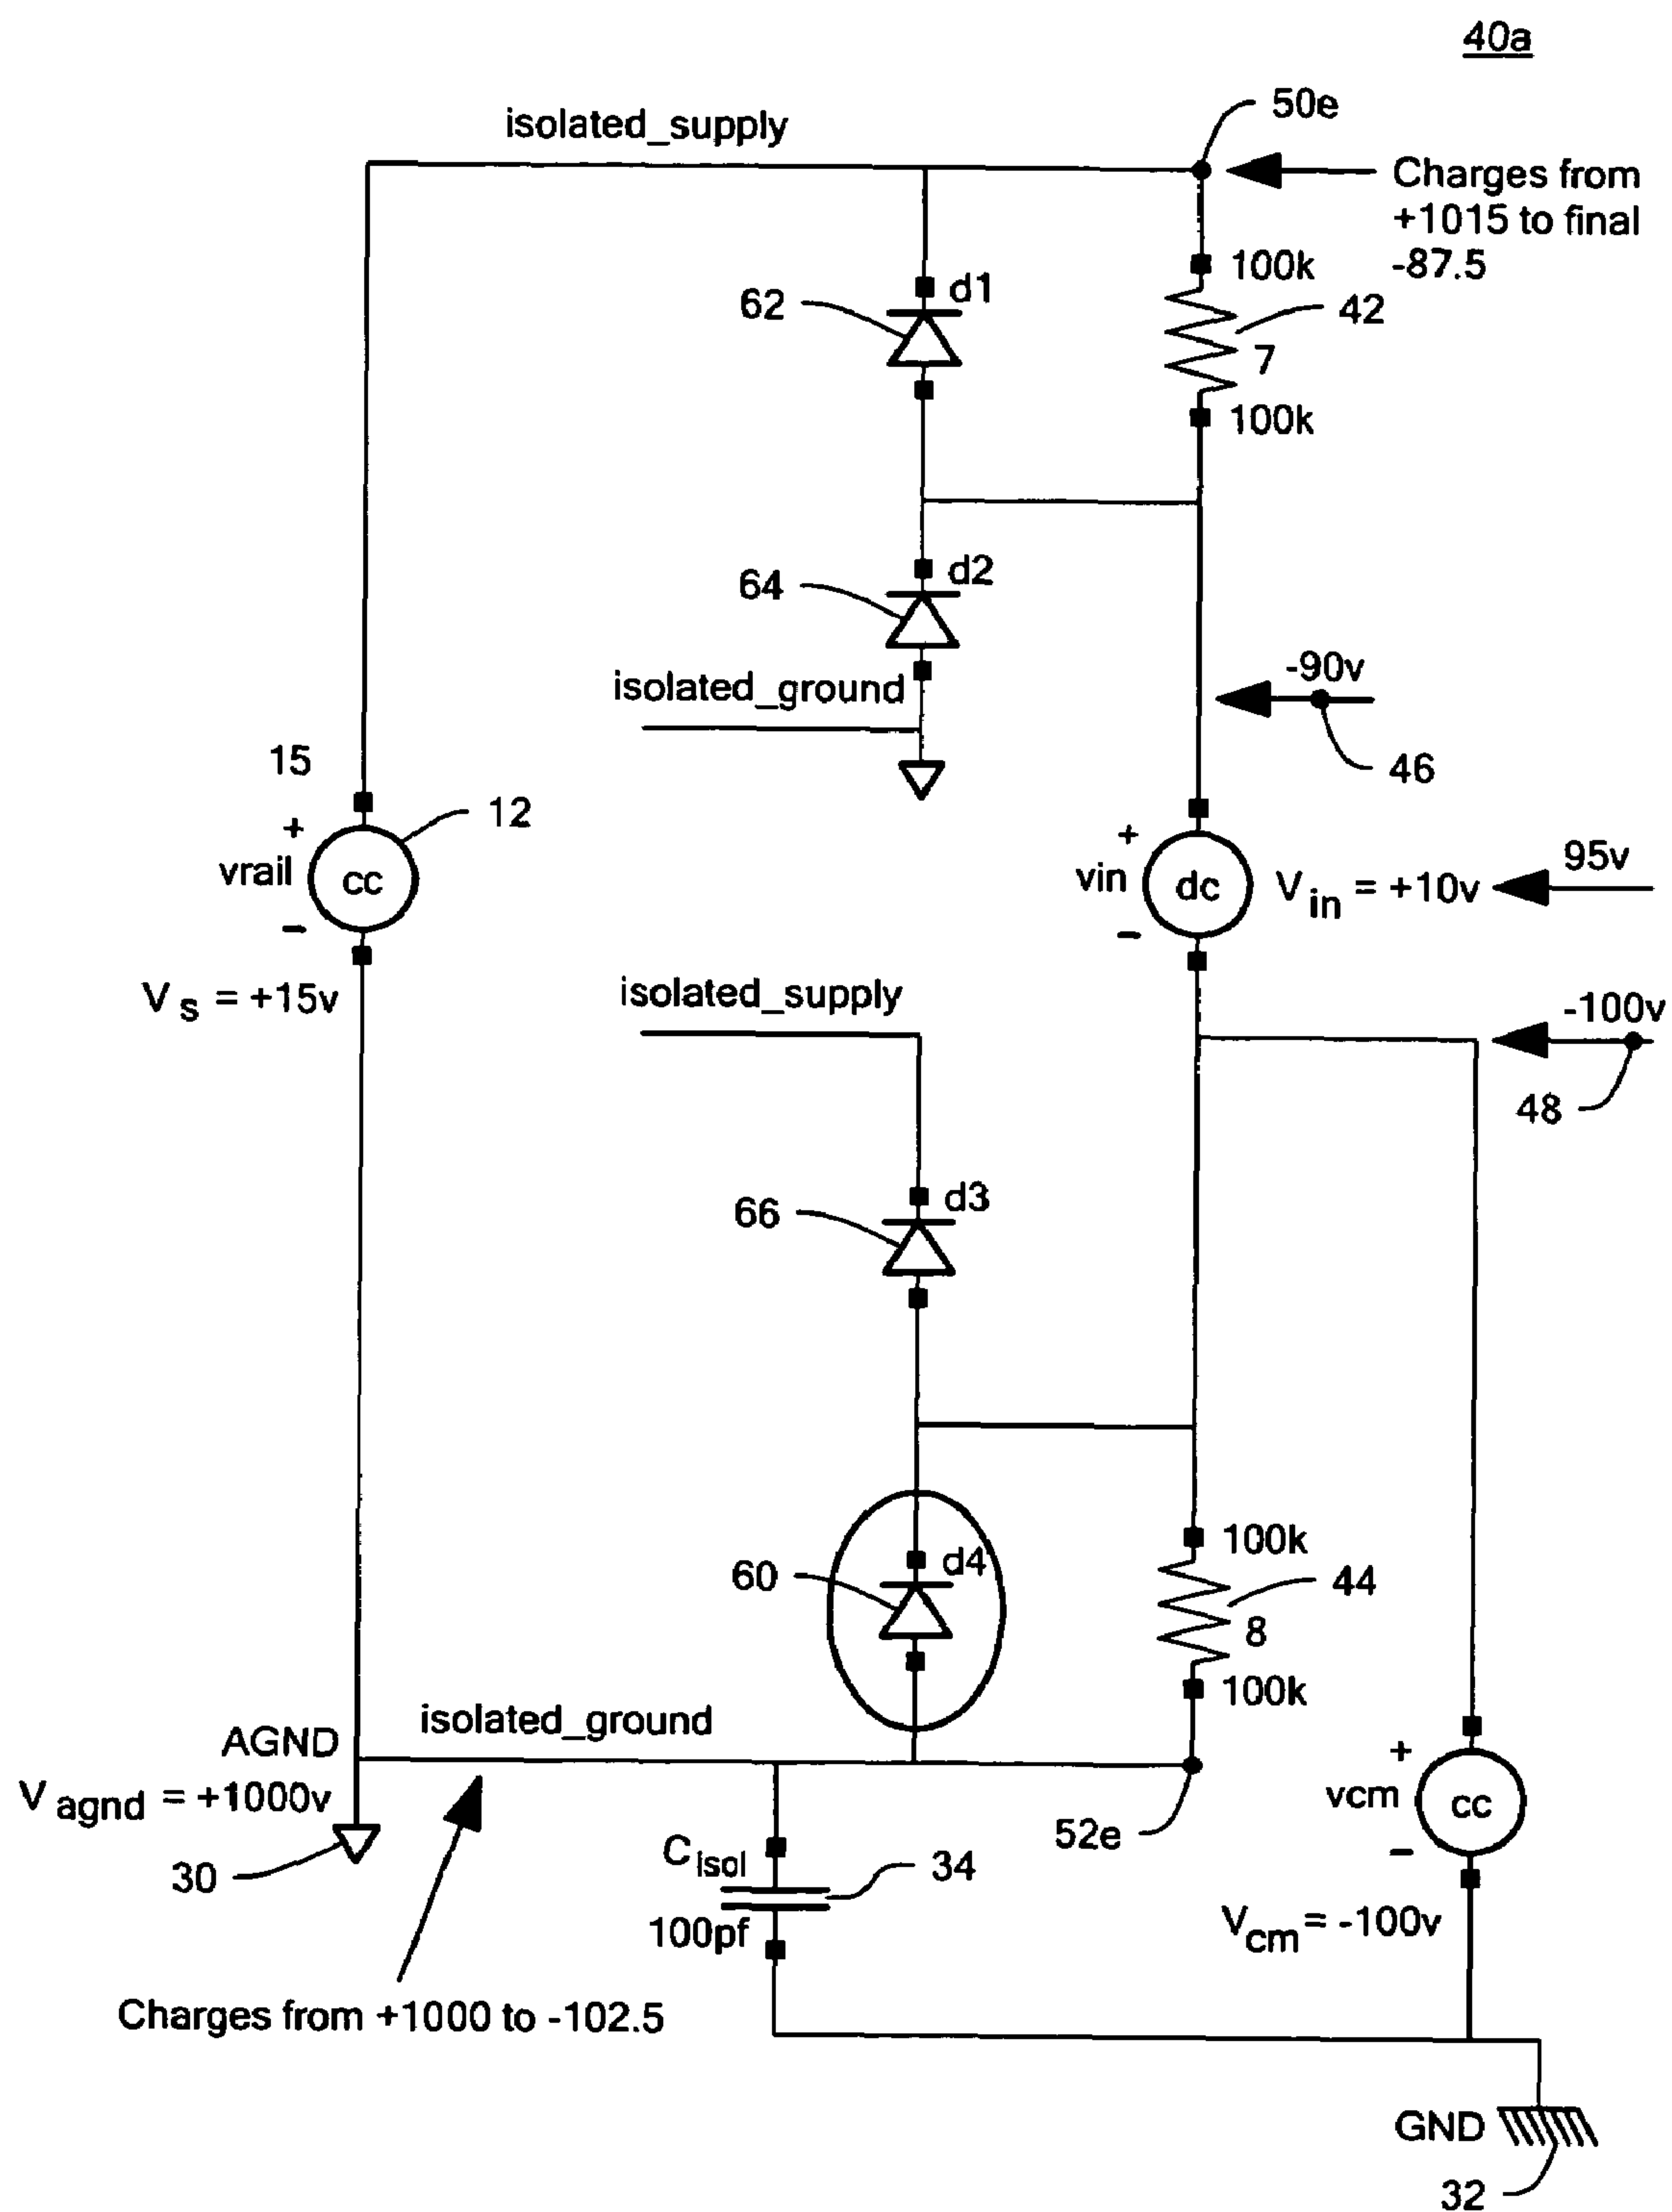 40a
50e
isolated_supply
Charges from
+1015 to final
-87.5
100k
d1
62
42
7
100k
d2
64
-90v
isolated_ground
46
15
12
+
vrail
cc
-
95v
+
vin
dc
V in = +10v
-
V s = +15v
isolated_supply
-100v
48
d3
66
100k
d4
60
44
8
100k
isolated_ground
AGND
V agnd = +1000v
30
+
vcm
cc
-
52e
C isol
34
100pf
V cm = -100v
Charges from +1000 to -102.5
GND
32